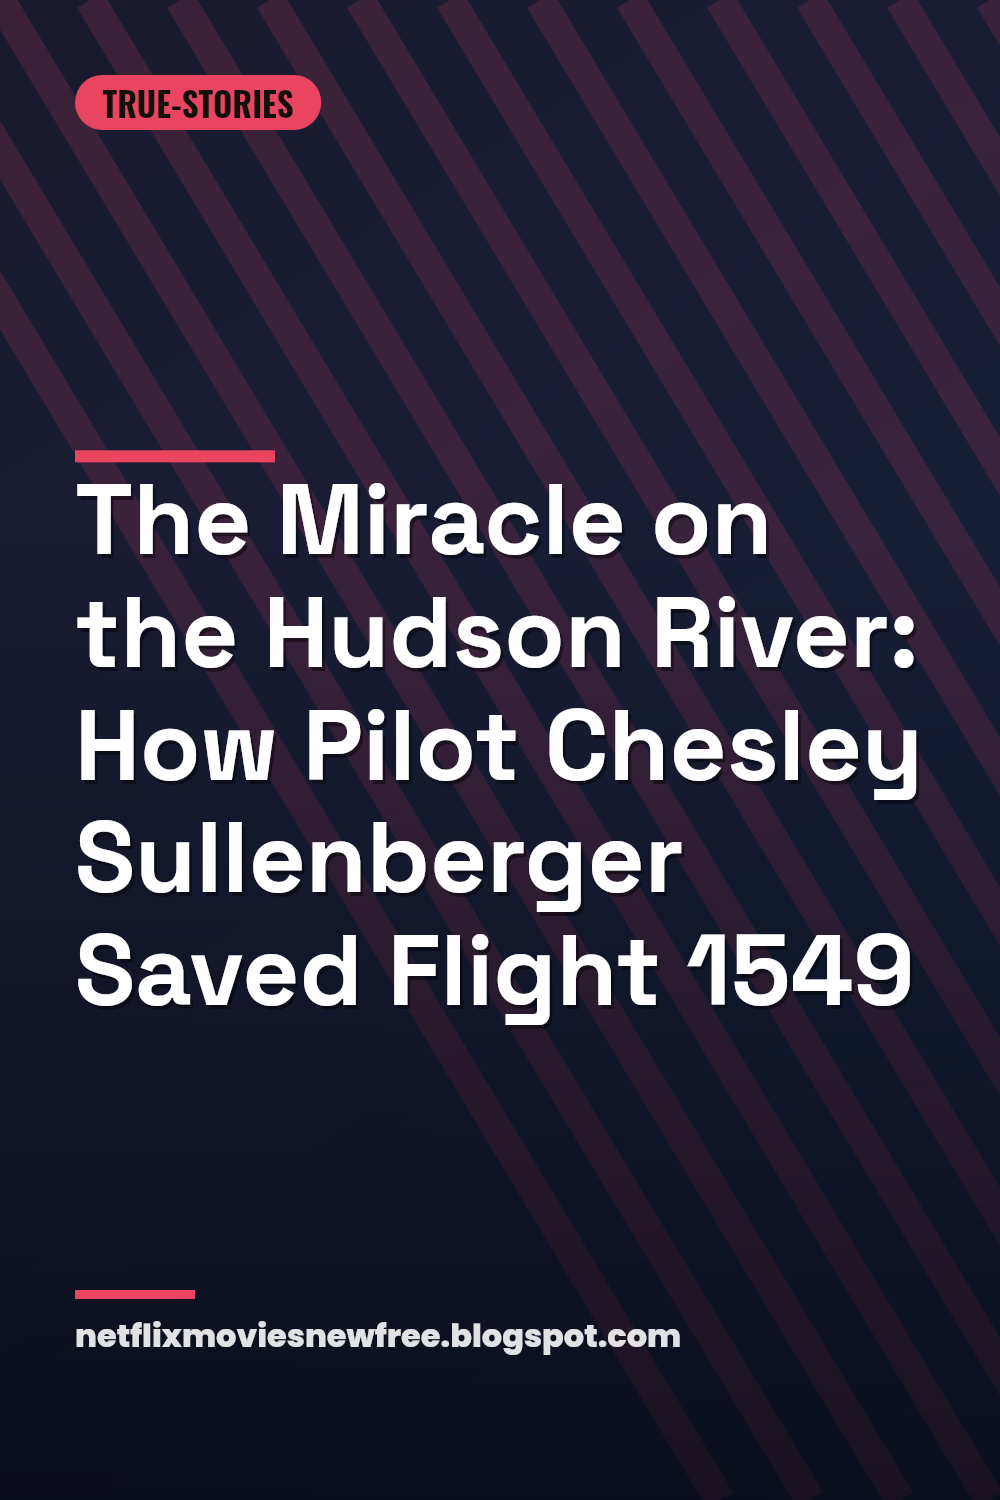 TRUE-STORIES
The Miracle on
the Hudson River:
How Pilot Chesley
Sullenberger
Saved Flight 1549
netflixmoviesnewfree.blogspot.com